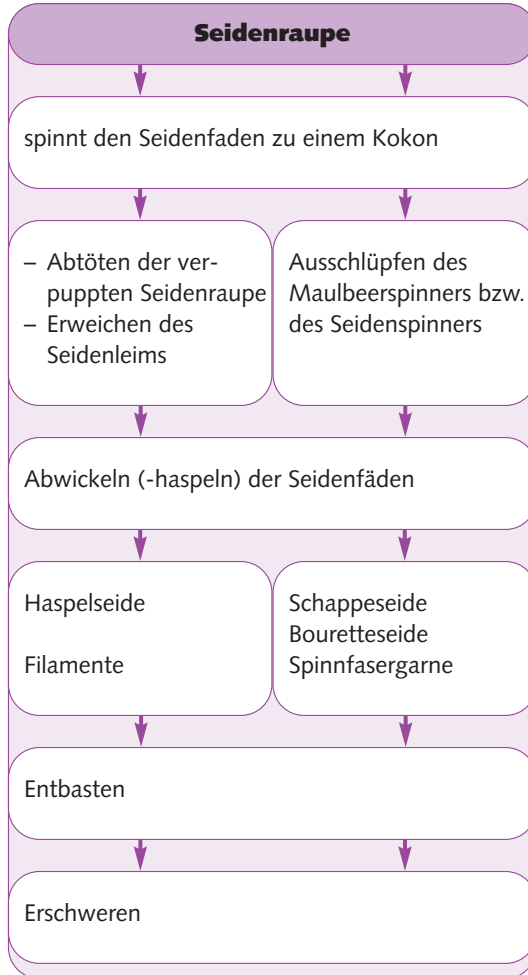 Seidenraupe
spinnt den Seidenfaden zu einem Kokon
– Abtöten der ver-
puppten Seidenraupe
– Erweichen des
Seidenleims
Ausschlüpfen des
Maulbeerspinners bzw.
des Seidenspinners
Abwickeln (-haspeln) der Seidenfäden
Haspelseide
Filamente
Schappeseide
Bouretteseide
Spinnfasergarne
Entbasten
Erschweren